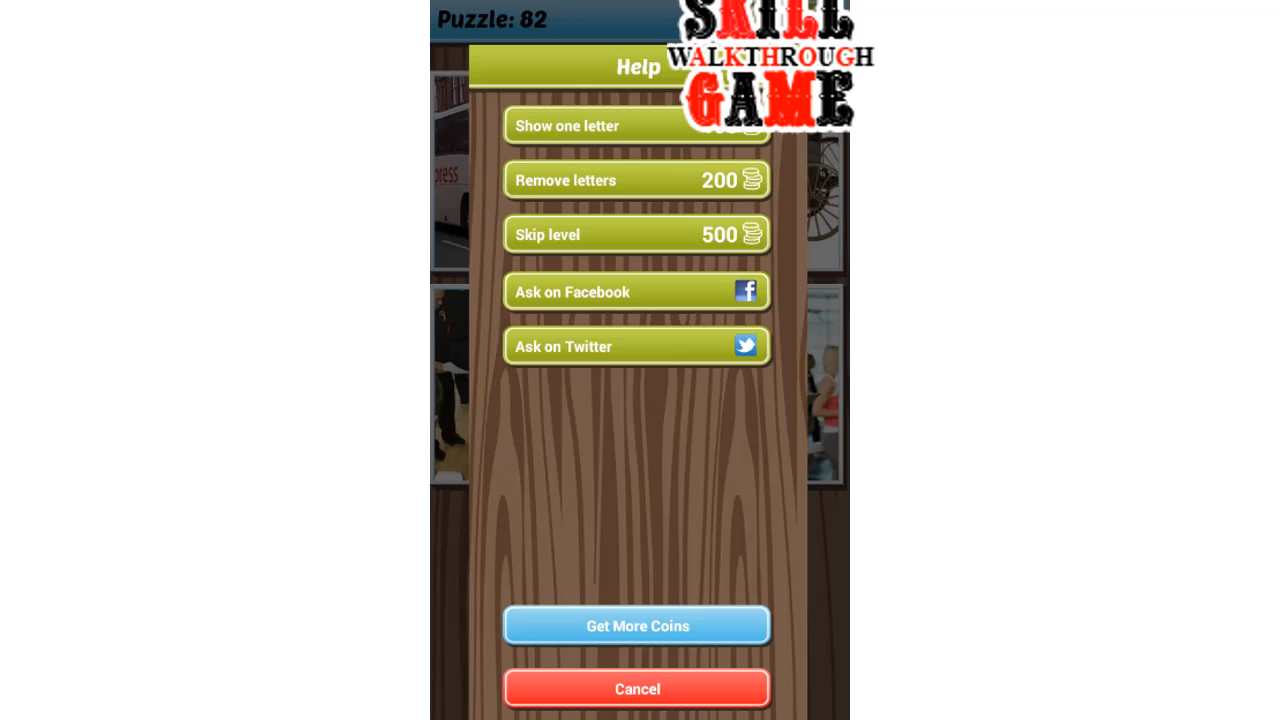 Puzzle: 82
SKILL
WALKTHROUGH
GAME
Help
Show one letter
Remove letters 200
Skip level 500
press
Ask on Facebook f
Ask on Twitter
Get More Coins
Cancel